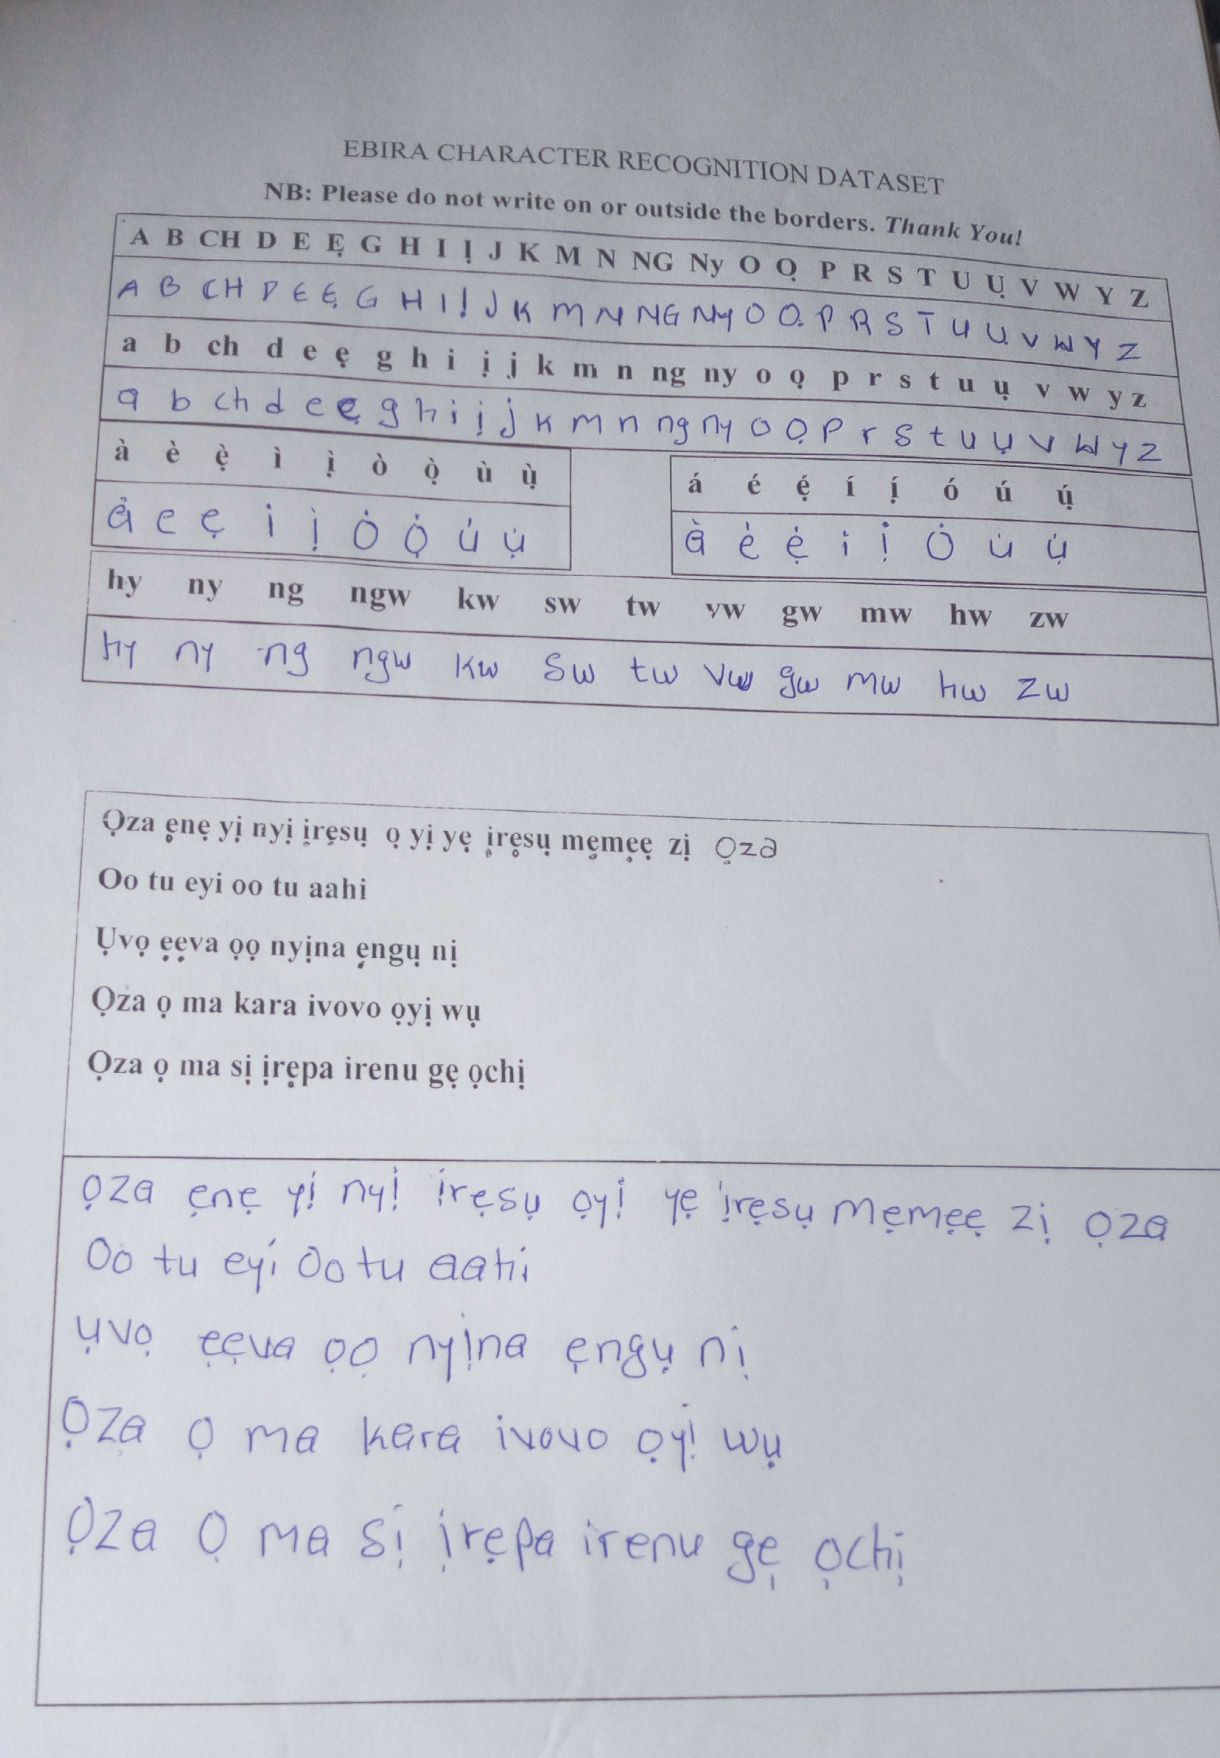 EBIRA CHARACTER RECOGNITION DATASET
NB: Please do not write on or outside the borders. Thank You!
A B CH D E Ẹ G H I Ị J K M N NG Ny O Ọ P R S T U Ụ V W Y Z
A B CH D E Ẹ G H I Ị J K M N NG Ny O Ọ P R S T U Ụ V W Y Z
a b ch d e ẹ g h i ị j k m n ng ny o ọ p r s t u ụ v w y z
a b ch d e ẹ g h i ị j k m n ng ny o ọ p r s t u ụ v w y z
à è ẹ̀ ì ị̀ ò ọ̀ ù ụ̀
á é ẹ́ í ị́ ó ú ụ́
ȧ e ẹ i ị ȯ ọ̇ u̇ ụ̇
à ė ẹ̇ i ị ȯ u̇ ụ̇
hy ny ng ngw kw sw tw vw gw mw hw zw
hy ny ng ngw kw sw tw vw gw mw hw zw
Ọza ẹnẹ yị nyị ịrẹsụ ọ yị yẹ ịrẹsụ mẹmẹẹ zị ọza
Oo tu eyi oo tu aahi
Ụvọ ẹẹva ọọ nyịna ẹngụ nị
Ọza ọ ma kara ivovo ọyị wụ
Ọza ọ ma sị ịrẹpa irenu gẹ ọchị
Ọza ẹnẹ yị nyị ịrẹsụ ọyị yẹ ịrẹsụ mẹmẹẹ zị ọza
Oo tu eyi Oo tu aahi
ụvọ ẹẹva ọọ nyịna ẹngụ nị
Ọza ọ ma kara ivovo ọyị wụ
Ọza ọ ma sị ịrẹpa irenu gẹ ọchị